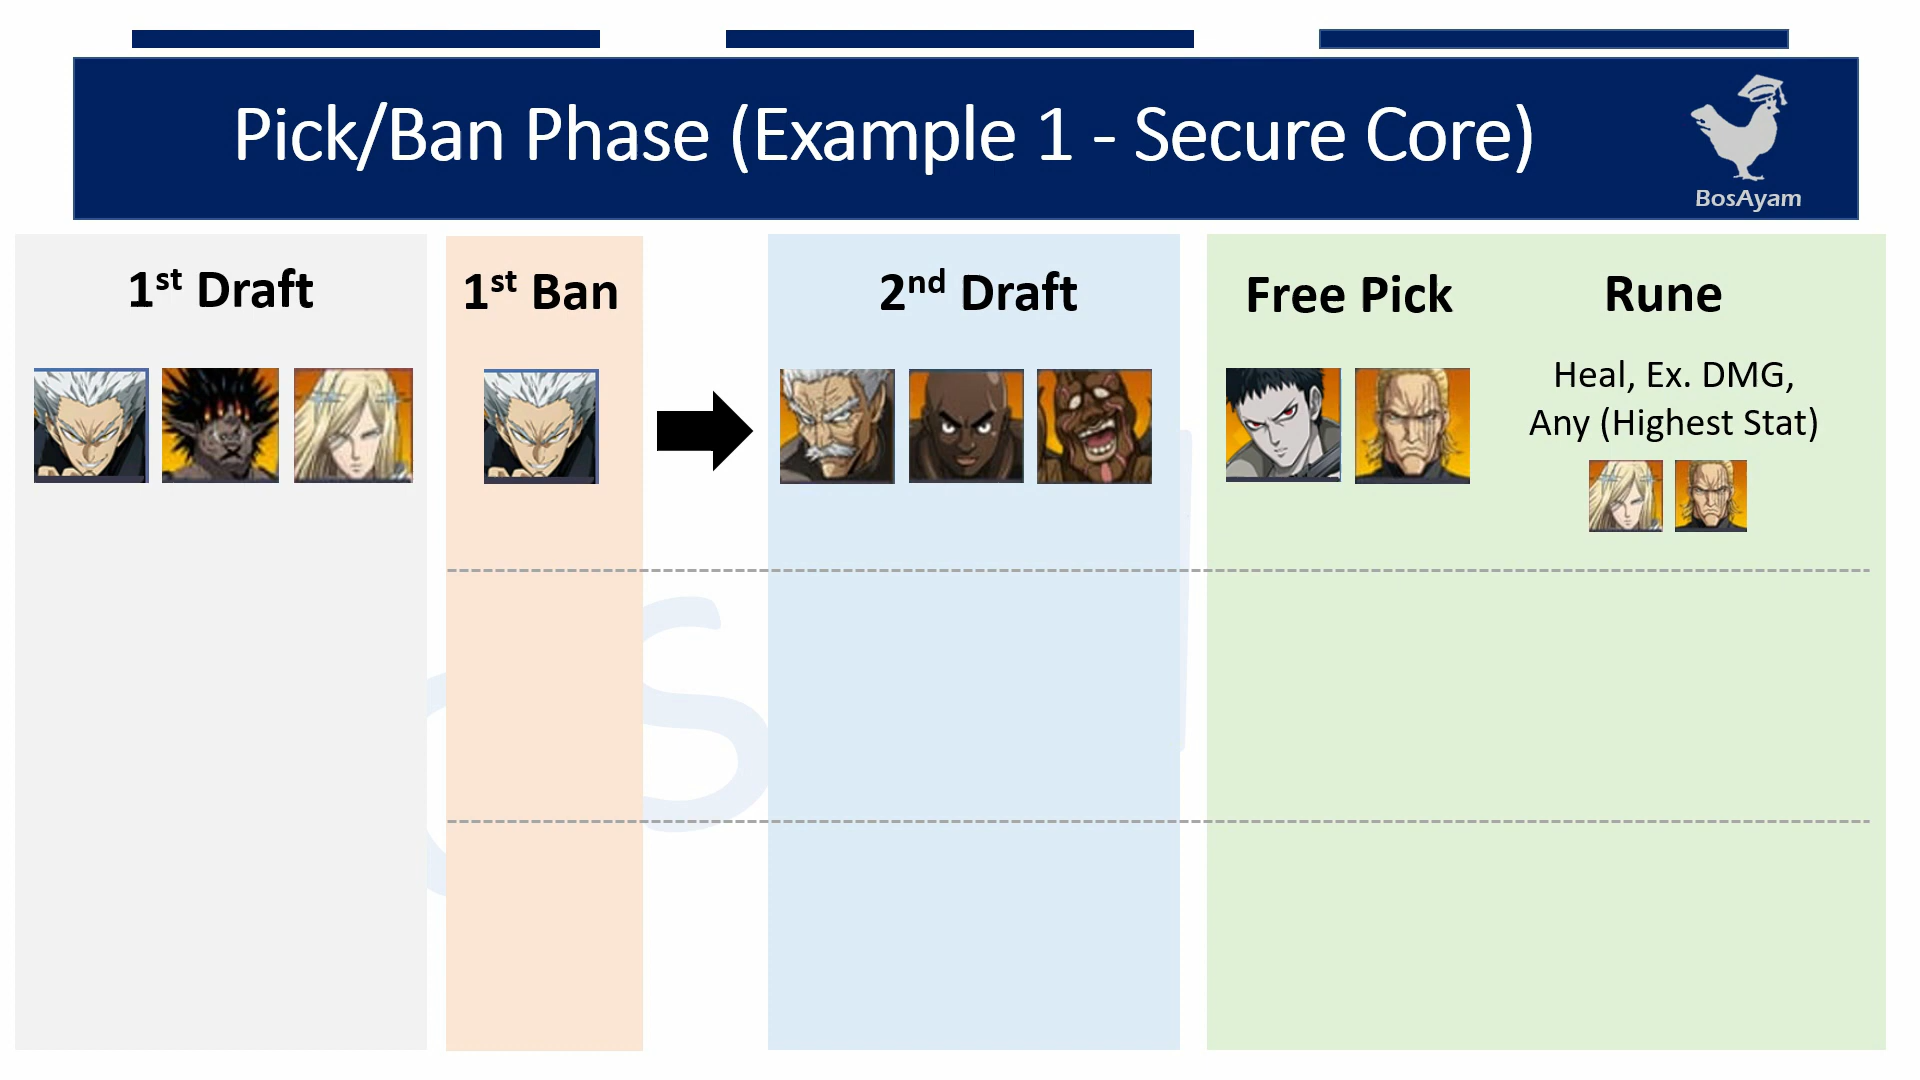 Pick/Ban Phase (Example 1 - Secure Core)
BosAyam
1st Draft
1st Ban
2nd Draft
Free Pick
Rune
Heal, Ex. DMG,
Any (Highest Stat)